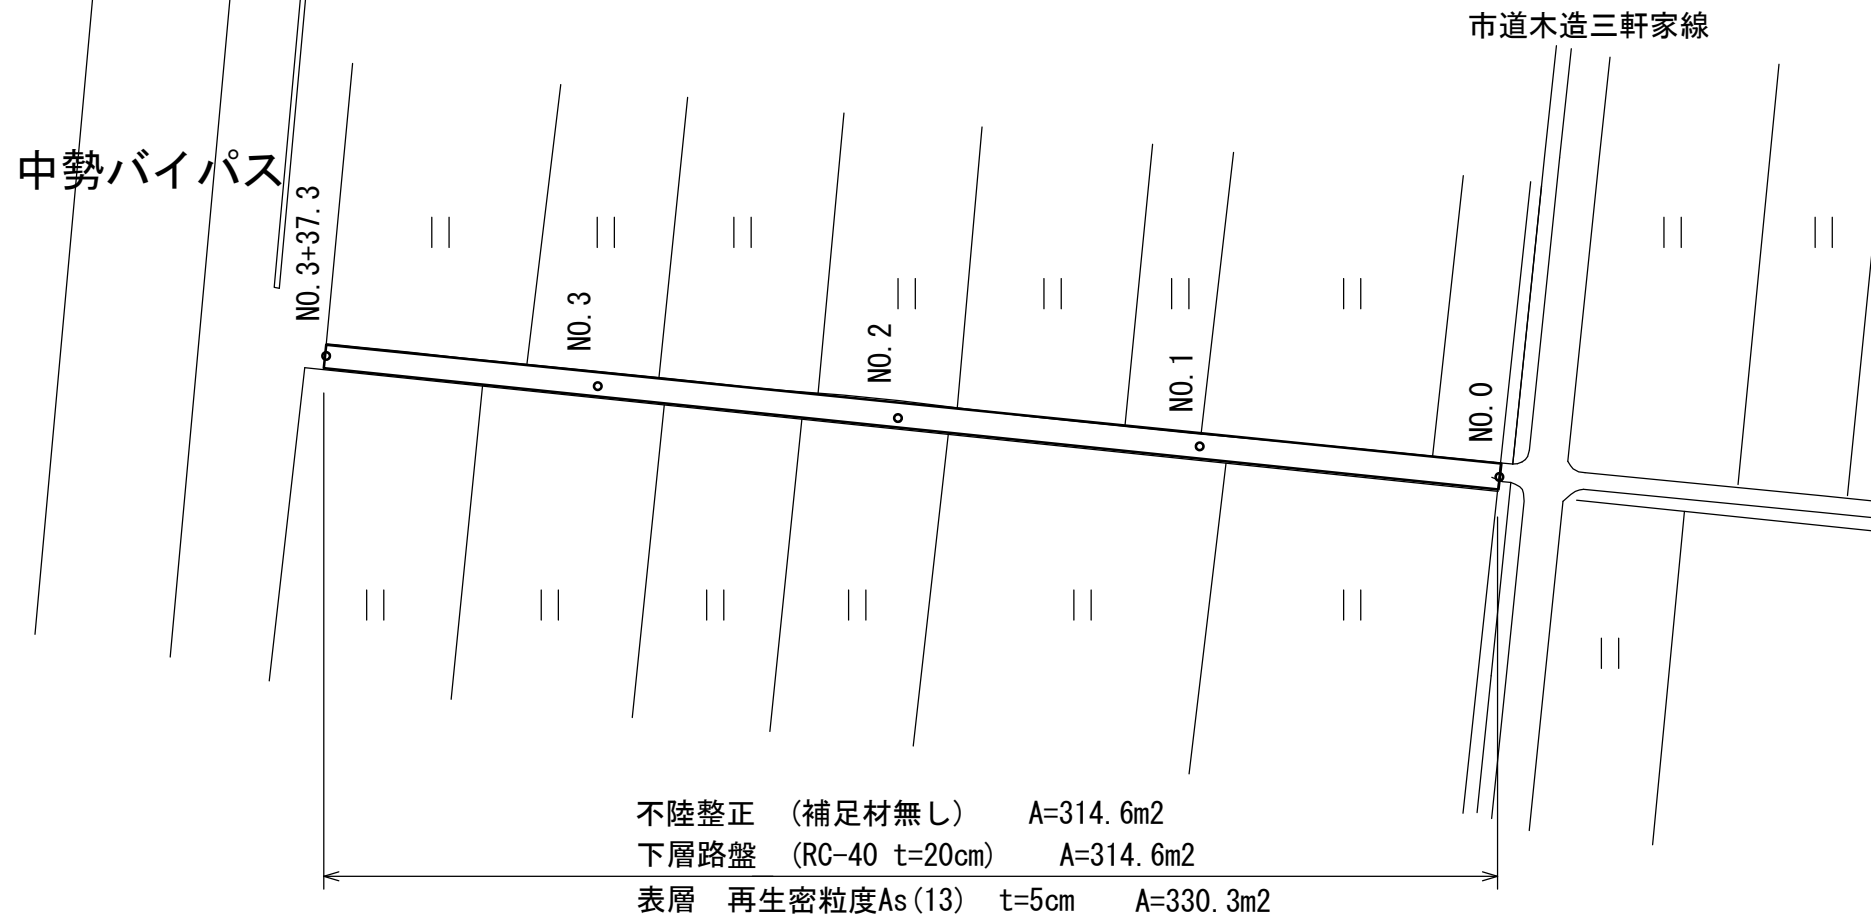 市道木造三軒家線
中勢バイパス
NO.3+37.3
NO.3
NO.2
NO.1
NO.0
不陸整正 (補足材無し) A=314.6m2
下層路盤 (RC-40 t=20cm) A=314.6m2
表層 再生密粒度As(13) t=5cm A=330.3m2